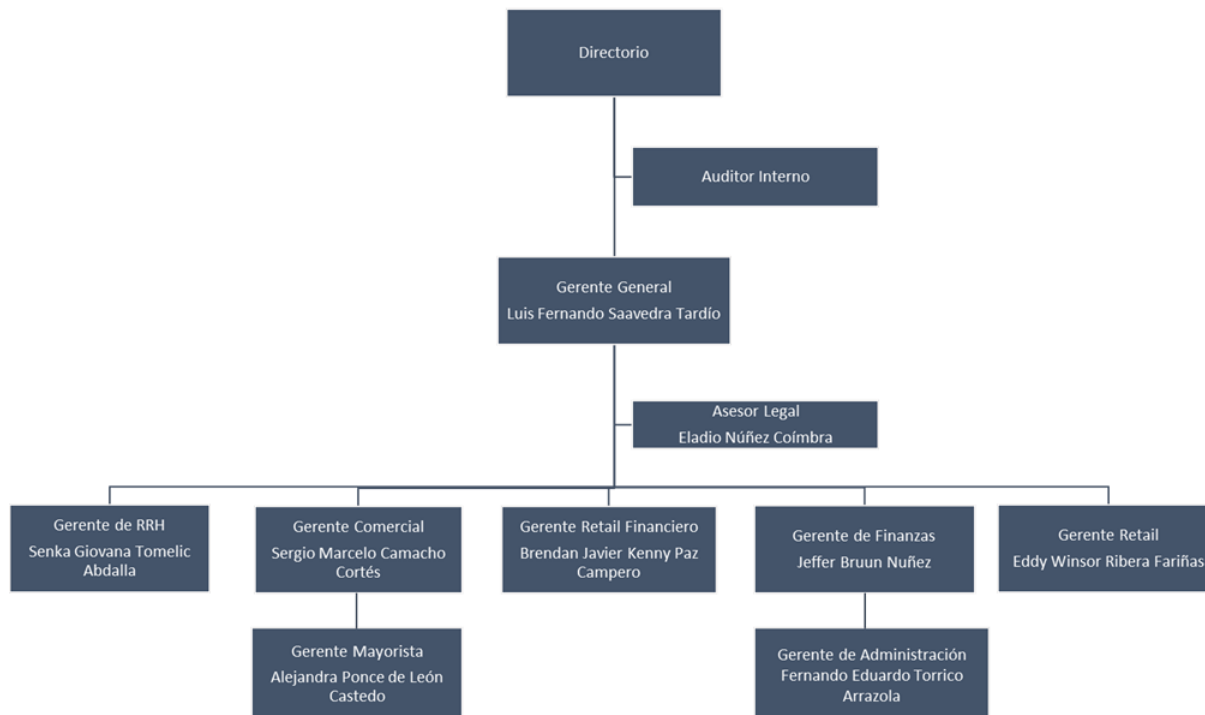 Directorio
Auditor Interno
Gerente General
Luis Fernando Saavedra Tardío
Asesor Legal
Eladio Núñez Coímbra
Gerente de RRH
Senka Giovana Tomelic
Abdalla
Gerente Comercial
Sergio Marcelo Camacho
Cortés
Gerente Retail Financiero
Brendan Javier Kenny Paz
Campero
Gerente de Finanzas
Jeffer Bruun Nuñez
Gerente Retail
Eddy Winsor Ribera Fariñas
Gerente Mayorista
Alejandra Ponce de León
Castedo
Gerente de Administración
Fernando Eduardo Torrico
Arrazola